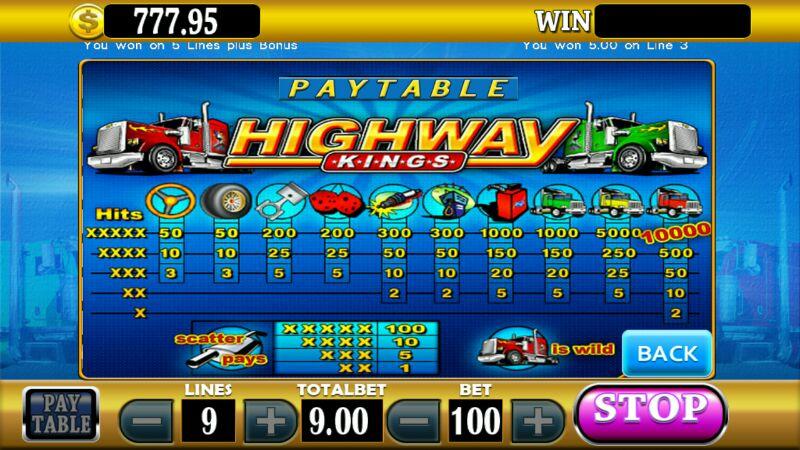 777.95 WIN
You won on 5 Lines plus Bonus You won 5.00 on Line 3
PAYTABLE
HIGHWAY
KINGS
Hits
XXXXX 50 50 200 200 300 300 1000 1000 5000 10000
XXXX 10 10 25 25 50 50 150 150 250 500
XXX 3 3 5 5 10 10 20 20 25 50
XX 2 2 5 5 5 10
X 2
scatter pays
XXXXX 100
XXXX 10
XXX 5
XX 1
is wild
BACK
PAY TABLE
LINES TOTALBET BET
9 9.00 100
STOP